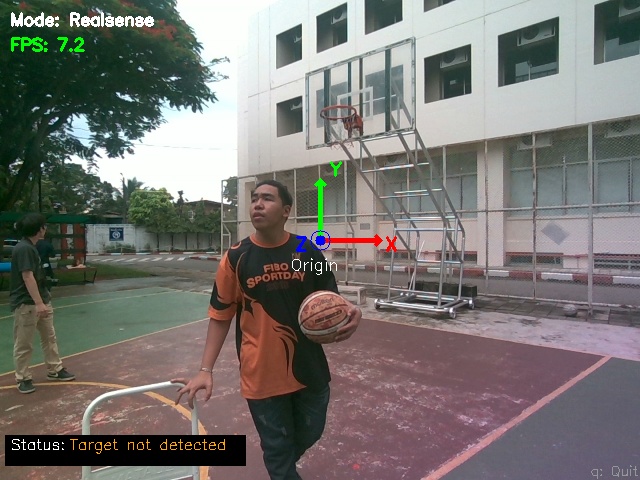 Mode: Realsense
FPS: 7.2
Y
Z
X
Origin
FIBO
SPORTDAY
Status: Target not detected
q: Quit